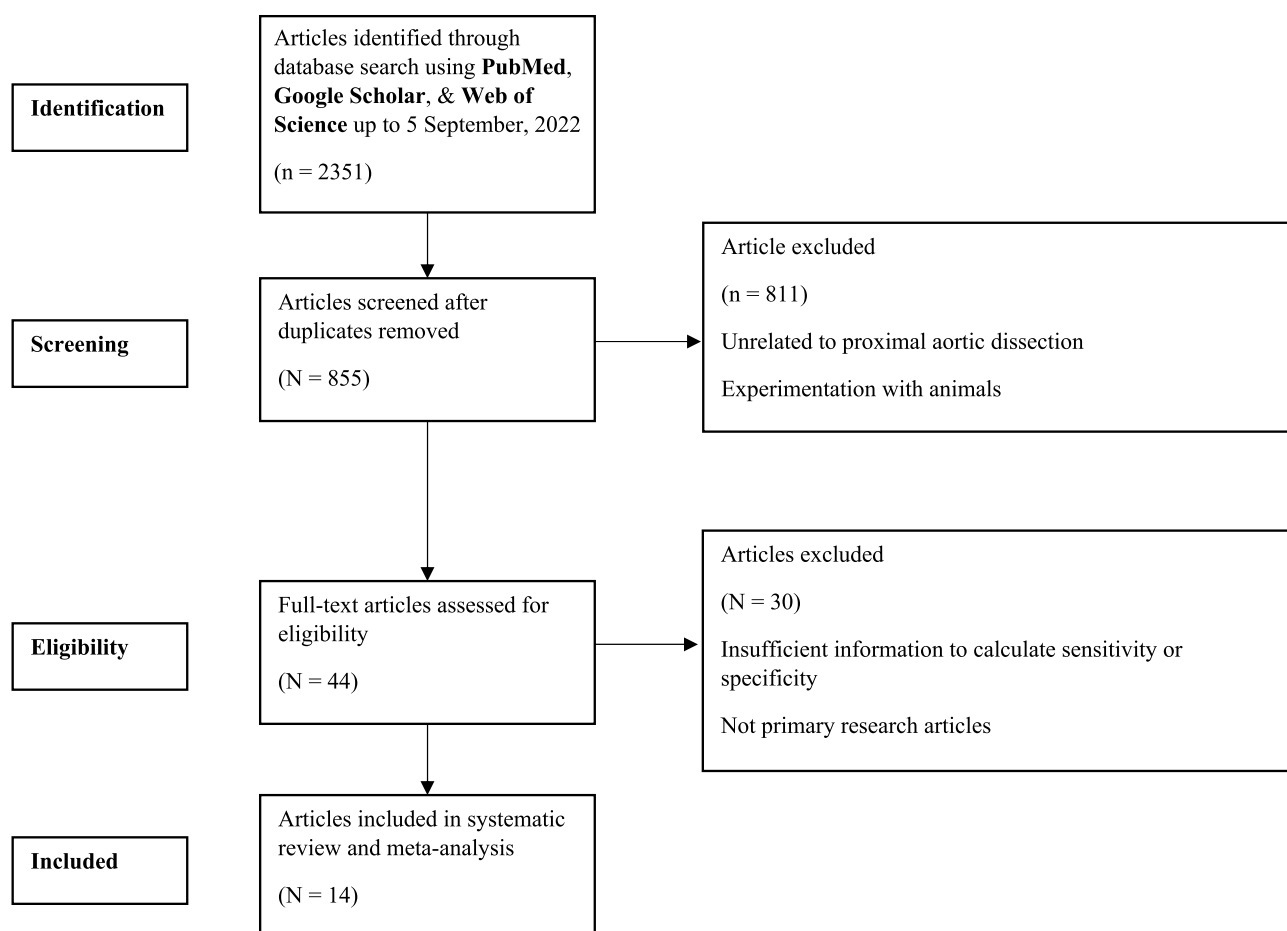 Identification
Articles identified through
database search using PubMed,
Google Scholar, & Web of
Science up to 5 September, 2022
(n = 2351)
Screening
Articles screened after
duplicates removed
(N = 855)
Article excluded
(n = 811)
Unrelated to proximal aortic dissection
Experimentation with animals
Eligibility
Full-text articles assessed for
eligibility
(N = 44)
Articles excluded
(N = 30)
Insufficient information to calculate sensitivity or
specificity
Not primary research articles
Included
Articles included in systematic
review and meta-analysis
(N = 14)